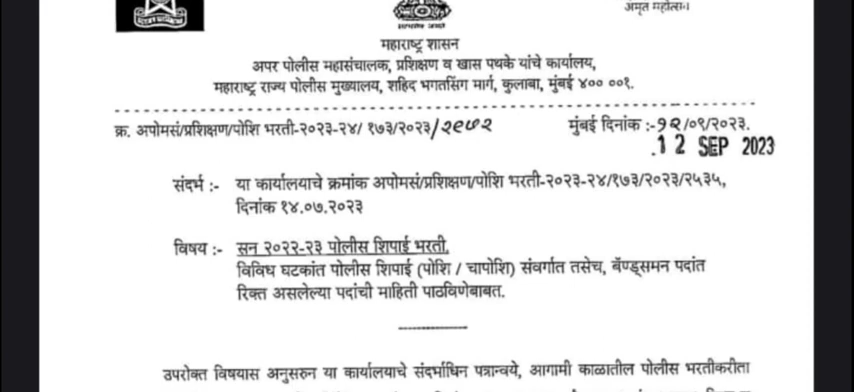 अमृत महोत्सव
महाराष्ट्र शासन
अपर पोलीस महासंचालक, प्रशिक्षण व खास पथके यांचे कार्यालय,
महाराष्ट्र राज्य पोलीस मुख्यालय, शहिद भगतसिंग मार्ग, कुलाबा, मुंबई ४०० ००१.
क्र. अपोमसं/प्रशिक्षण/पोशि भरती-२०२३-२४/ १७३/२०२३/२९७२ मुंबई दिनांक :-१२/०९/२०२३.
12 SEP 2023
संदर्भ :- या कार्यालयाचे क्रमांक अपोमसं/प्रशिक्षण/पोशि भरती-२०२३-२४/१७३/२०२३/२५३५,
दिनांक १४.०७.२०२३
विषय :- सन २०२२-२३ पोलीस शिपाई भरती.
विविध घटकांत पोलीस शिपाई (पोशि / चापोशि) संवर्गात तसेच, बॅण्ड्समन पदांत
रिक्त असलेल्या पदांची माहिती पाठविणेबाबत.
उपरोक्त विषयास अनुसरुन या कार्यालयाचे संदर्भाधिन पत्रान्वये, आगामी काळातील पोलीस भरतीकरीता